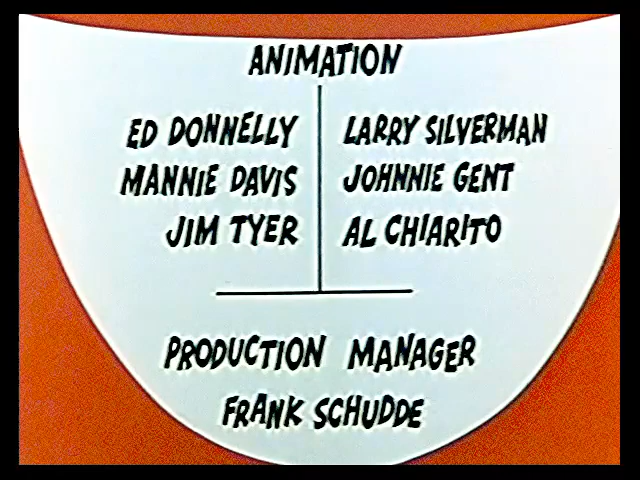 ANIMATION
ED DONNELLY
MANNIE DAVIS
JIM TYER
LARRY SILVERMAN
JOHNNIE GENT
AL CHIARITO
PRODUCTION MANAGER
FRANK SCHUDDE